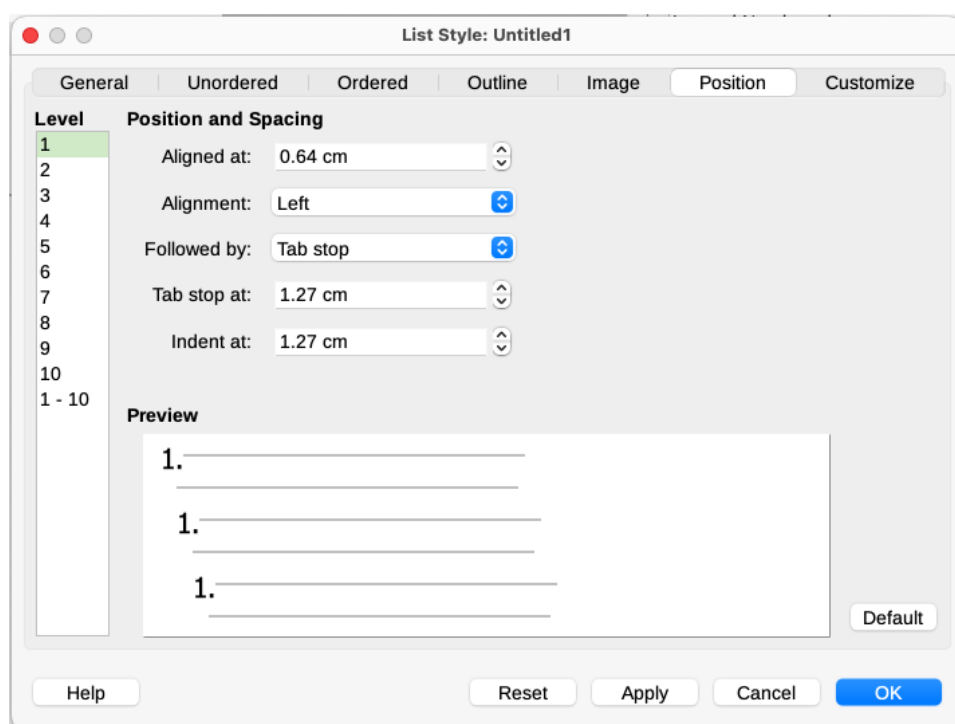 List Style: Untitled1
General Unordered Ordered Outline Image Position Customize
Level
1
2
3
4
5
6
7
8
9
10
1 - 10
Position and Spacing
Aligned at: 0.64 cm
Alignment: Left
Followed by: Tab stop
Tab stop at: 1.27 cm
Indent at: 1.27 cm
Preview
1.
1.
1.
Default
Help Reset Apply Cancel OK